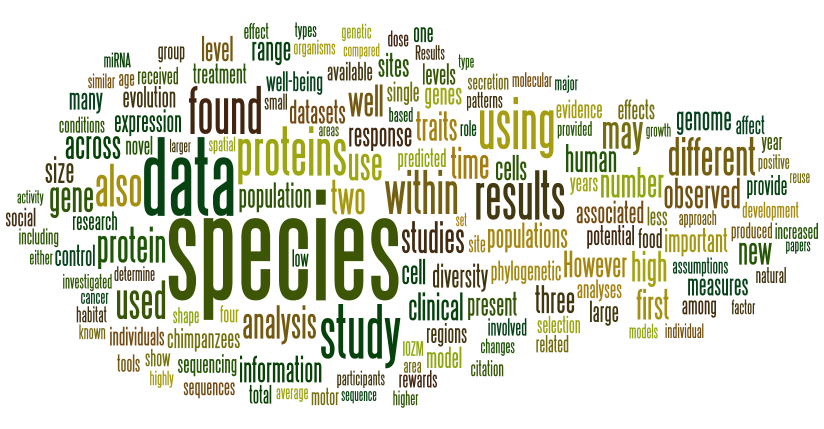 effect
types
genetic
one
dose
group
level
range
organisms
compared
Results
miRNA
type
similar
age
received
treatment
well-being
available
sites
levels
secretion
molecular
major
many
evolution
found
small
datasets
well
single
genes
patterns
evidence
effects
conditions
expression
areas
response
based
traits
role
using
provided
may
growth
genome
affect
across
novel
larger
spatial
proteins
use
predicted
time
cells
human
different
year
positive
size
data
also
gene
population
two
within
results
years
number
observed
provide
reuse
activity
social
research
set
associated
less
approach
development
including
protein
species
low
studies
site
populations
potential
food
important
produced
increased
either
control
cell
diversity
phylogenetic
However
high
assumptions
new
papers
investigated
determine
natural
cancer
used
clinical
present
three
analyses
first
measures
habitat
shape
four
analysis
study
large
among
factor
known
individuals
chimpanzees
regions
involved
selection
models
individual
tools
show
sequencing
information
IOZM
model
changes
related
highly
area
citation
sequences
participants
rewards
total
average
motor
sequence
higher